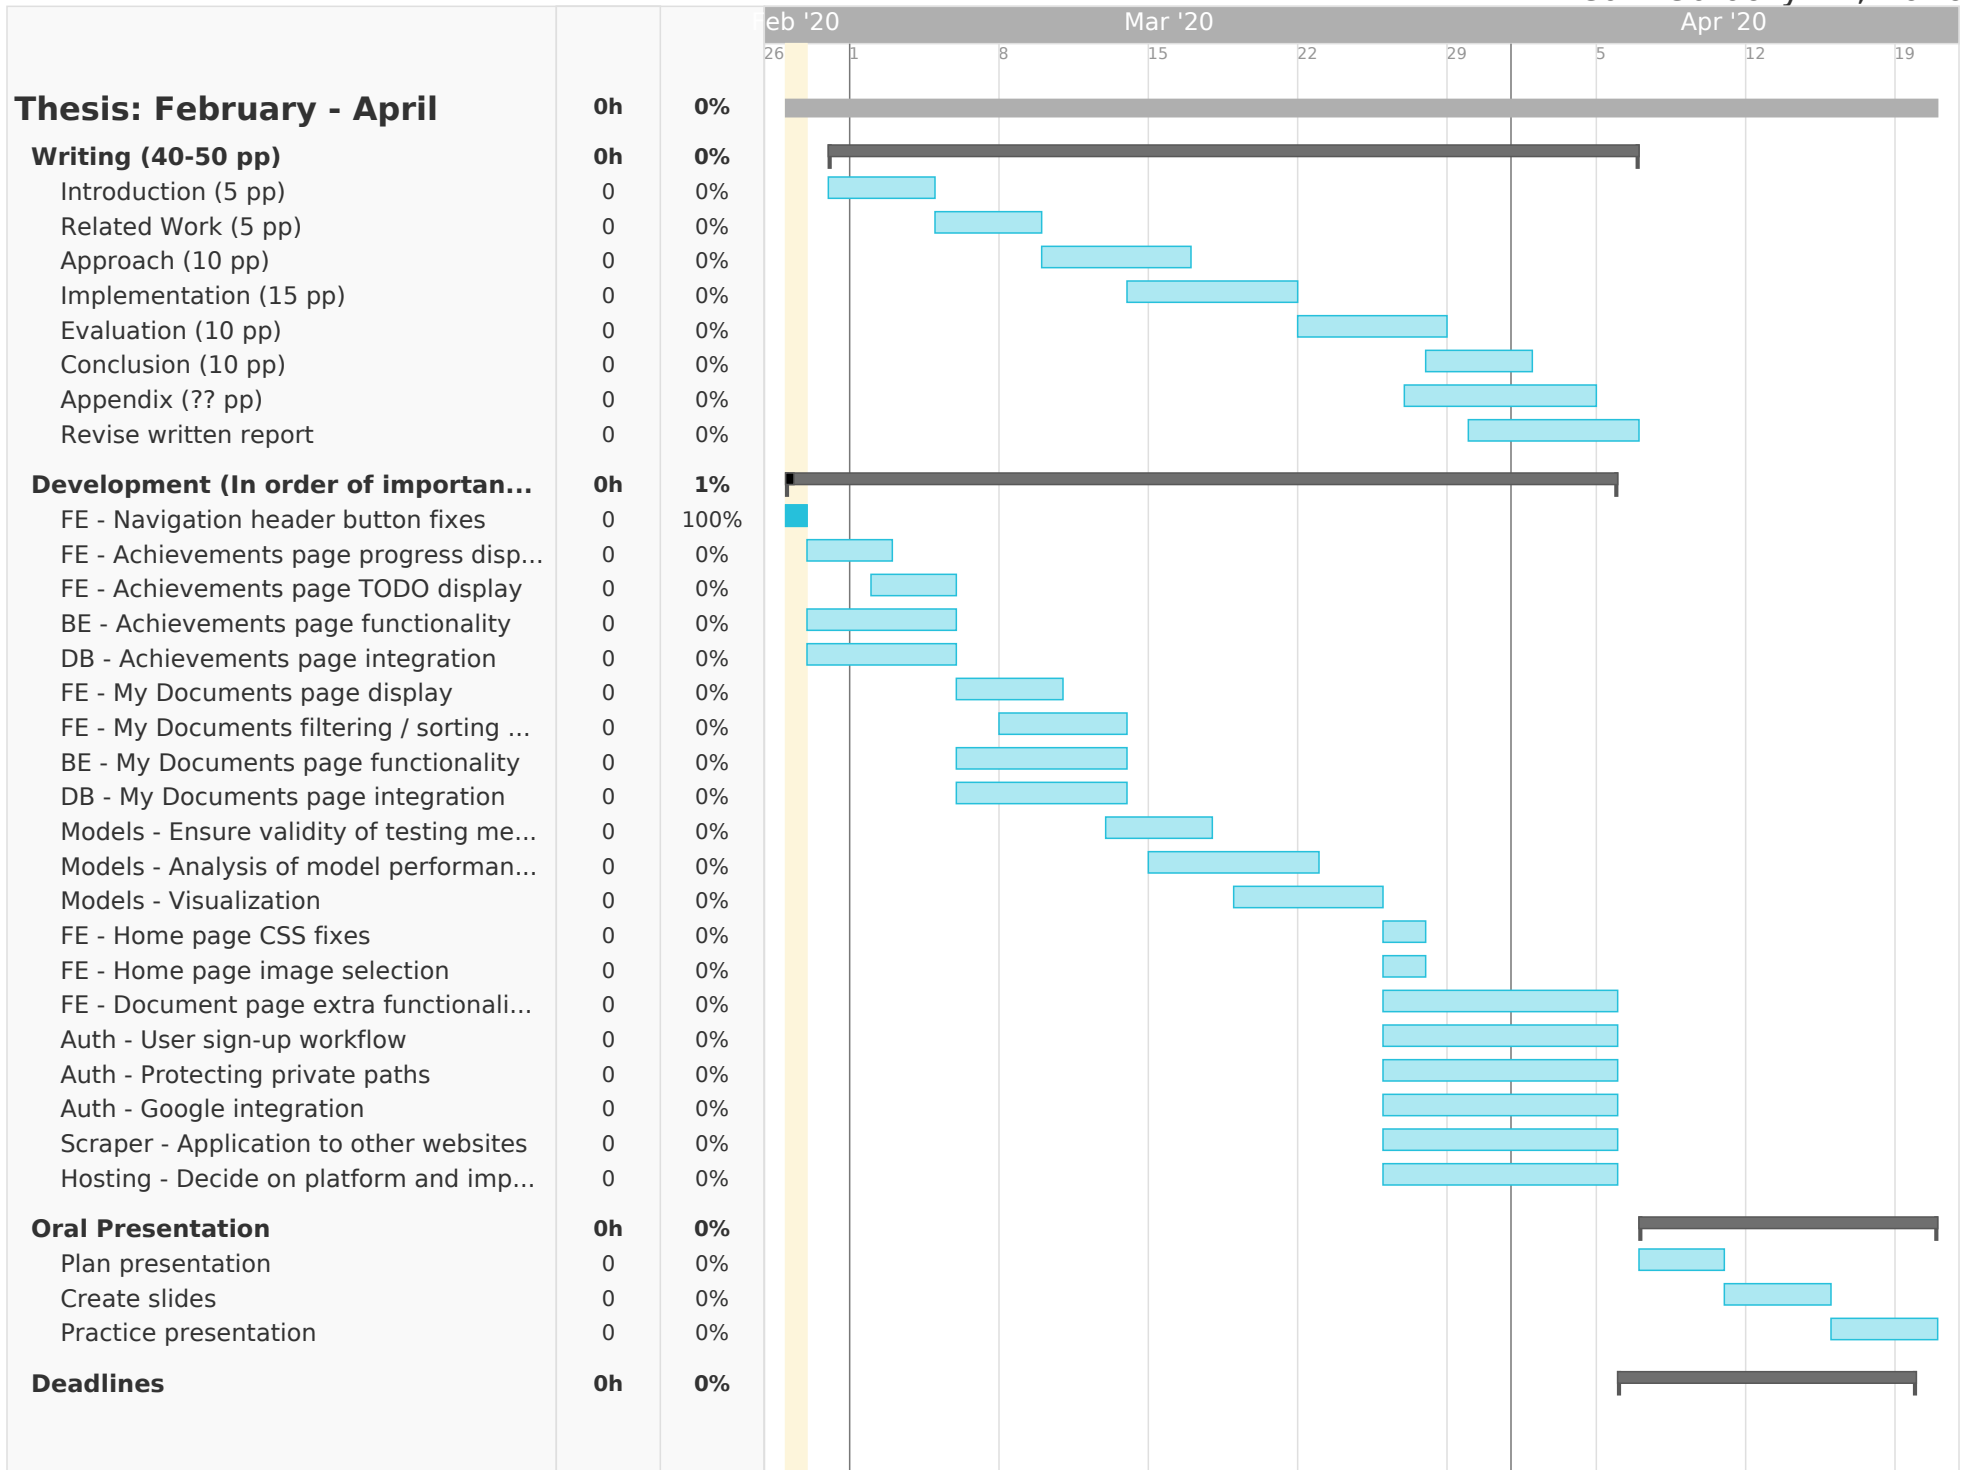 Feb '20 Mar '20 Apr '20
26 1 8 15 22 29 5 12 19
Thesis: February - April 0h 0%
Writing (40-50 pp) 0h 0%
Introduction (5 pp) 0 0%
Related Work (5 pp) 0 0%
Approach (10 pp) 0 0%
Implementation (15 pp) 0 0%
Evaluation (10 pp) 0 0%
Conclusion (10 pp) 0 0%
Appendix (?? pp) 0 0%
Revise written report 0 0%
Development (In order of importan... 0h 1%
FE - Navigation header button fixes 0 100%
FE - Achievements page progress disp... 0 0%
FE - Achievements page TODO display 0 0%
BE - Achievements page functionality 0 0%
DB - Achievements page integration 0 0%
FE - My Documents page display 0 0%
FE - My Documents filtering / sorting ... 0 0%
BE - My Documents page functionality 0 0%
DB - My Documents page integration 0 0%
Models - Ensure validity of testing me... 0 0%
Models - Analysis of model performan... 0 0%
Models - Visualization 0 0%
FE - Home page CSS fixes 0 0%
FE - Home page image selection 0 0%
FE - Document page extra functionali... 0 0%
Auth - User sign-up workflow 0 0%
Auth - Protecting private paths 0 0%
Auth - Google integration 0 0%
Scraper - Application to other websites 0 0%
Hosting - Decide on platform and imp... 0 0%
Oral Presentation 0h 0%
Plan presentation 0 0%
Create slides 0 0%
Practice presentation 0 0%
Deadlines 0h 0%